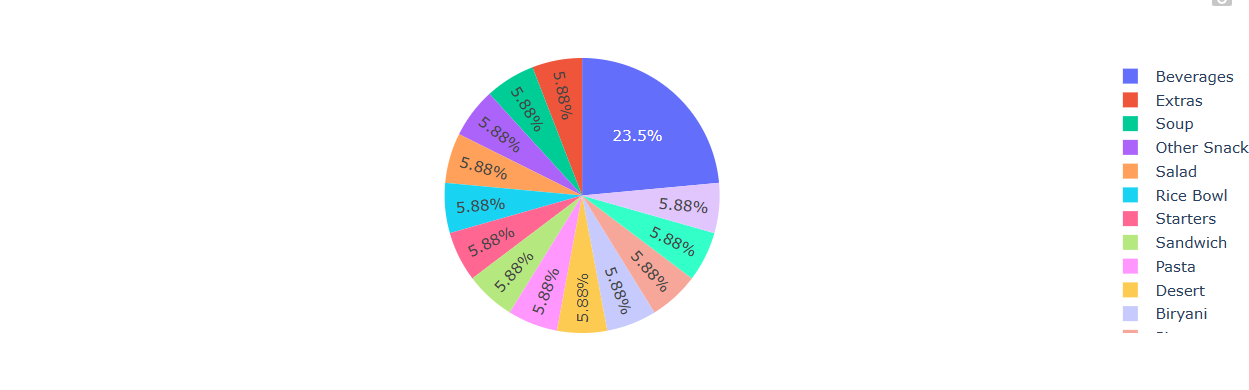 23.5%
5.88%
5.88%
5.88%
5.88%
5.88%
5.88%
5.88%
5.88%
5.88%
5.88%
5.88%
5.88%
5.88%
Beverages
Extras
Soup
Other Snack
Salad
Rice Bowl
Starters
Sandwich
Pasta
Desert
Biryani